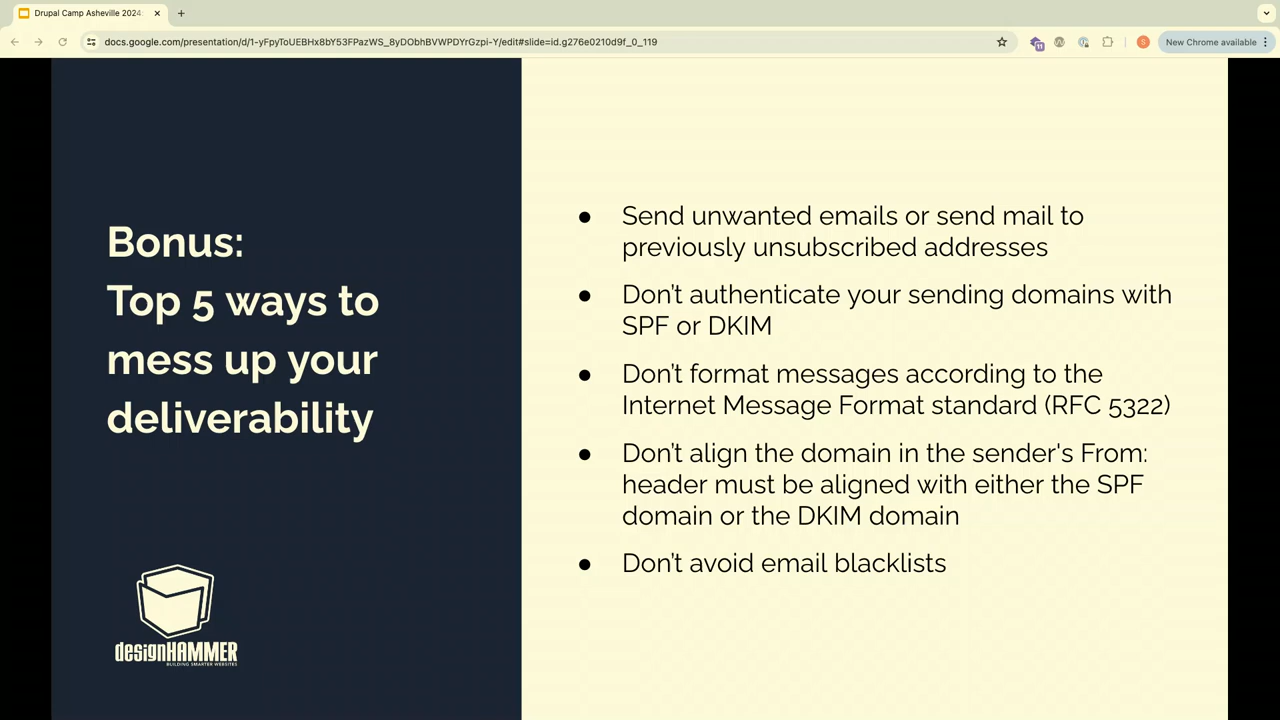 Drupal Camp Asheville 2024:
docs.google.com/presentation/d/1-yFpyToUEBHx8bY53FPazWS_8yDObhBVWPDYrGzpi-Y/edit#slide=id.g276e0210d9f_0_119
11
S
New Chrome available
Bonus:
Top 5 ways to
mess up your
deliverability
● Send unwanted emails or send mail to
previously unsubscribed addresses
● Don't authenticate your sending domains with
SPF or DKIM
● Don't format messages according to the
Internet Message Format standard (RFC 5322)
● Don't align the domain in the sender's From:
header must be aligned with either the SPF
domain or the DKIM domain
● Don't avoid email blacklists
designHAMMER
BUILDING SMARTER WEBSITES